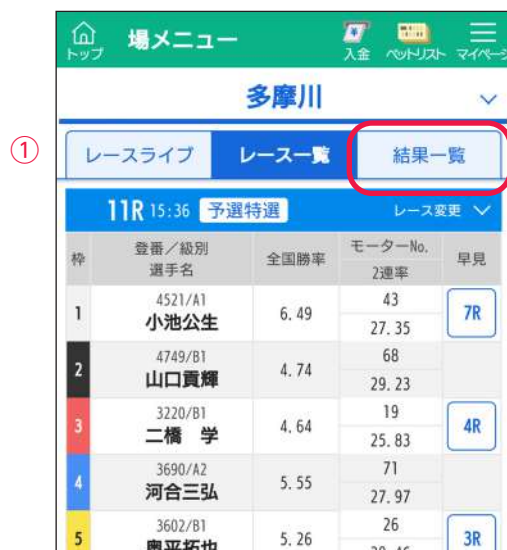 トップ 場メニュー 入金 ベットリスト マイページ
多摩川
①
レースライブ レース一覧 結果一覧
11R 15:36 予選特選 レース変更
枠 登番/級別 選手名 全国勝率 モーターNo. 2連率 早見
1 4521/A1 小池公生 6.49 43 27.35 7R
2 4749/B1 山口貢輝 4.74 68 29.23
3 3220/B1 二橋 学 4.64 19 25.83 4R
4 3690/A2 河合三弘 5.55 71 27.97
5 3602/B1 奥平拓也 5.26 26 3R